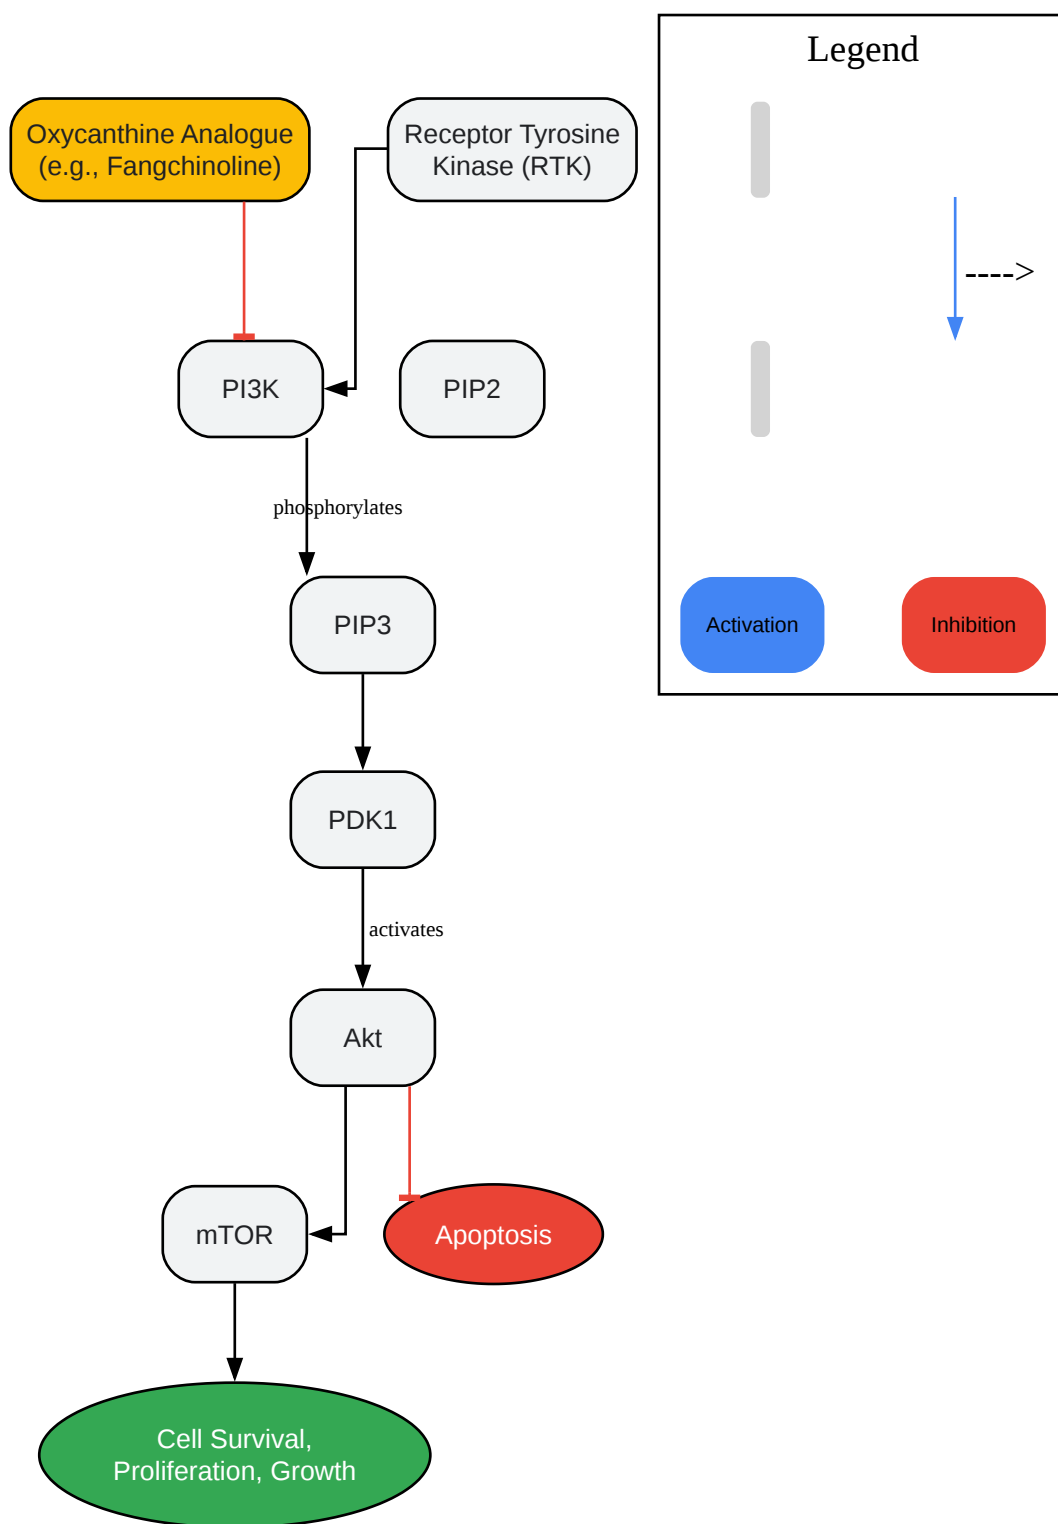 Legend
Oxycanthine Analogue
(e.g., Fangchinoline)
Receptor Tyrosine
Kinase (RTK)
---->
PI3K
PIP2
phosphorylates
PIP3
Activation
Inhibition
PDK1
activates
Akt
mTOR
Apoptosis
Cell Survival,
Proliferation, Growth